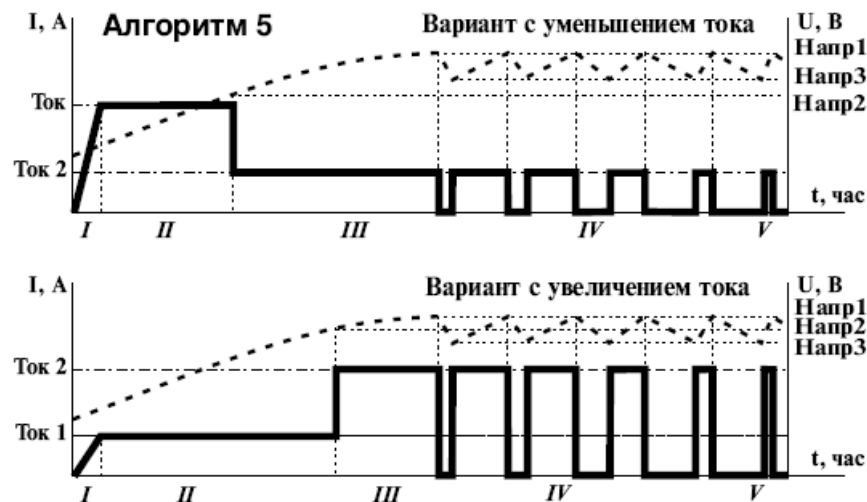 I, А Алгоритм 5 Вариант с уменьшением тока U, В
Напр1
Напр3
Ток Напр2
Ток 2
t, час
I II III IV V
I, А Вариант с увеличением тока U, В
Напр1
Напр2
Напр3
Ток 2
Ток 1
t, час
I II III IV V